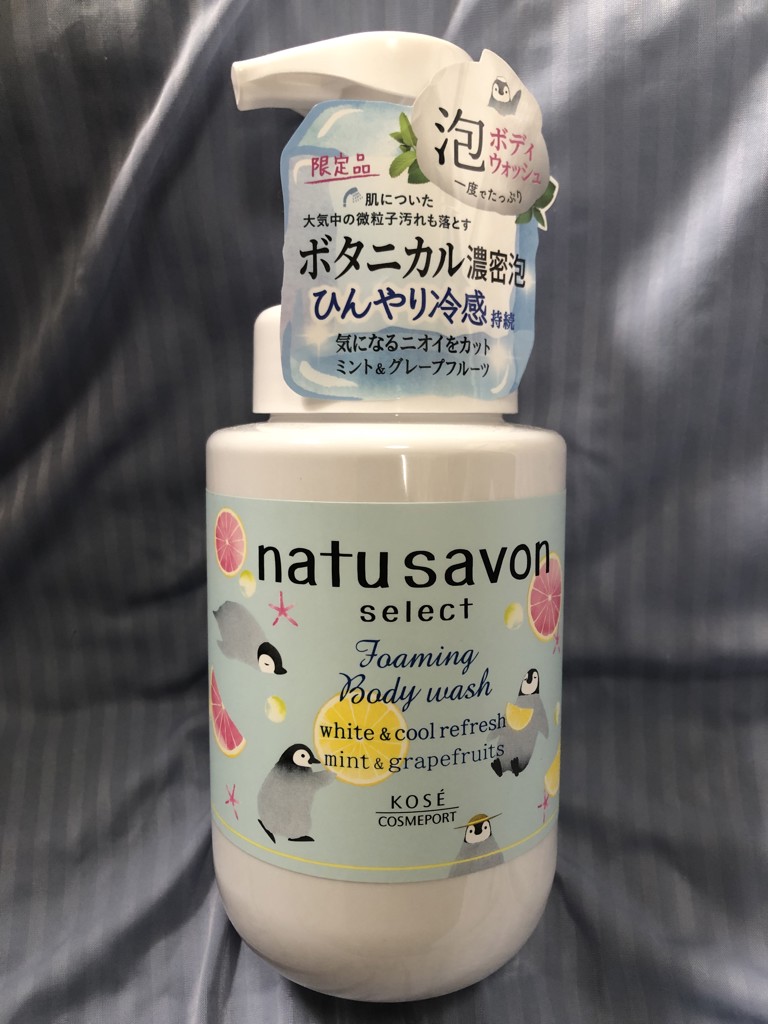 泡
ボディ
ウォッシュ
一度でたっぷり
限定品
肌についた
大気中の微粒子汚れも落とす
ボタニカル濃密泡
ひんやり冷感持続
気になるニオイをカット
ミント&グレープフルーツ
natu savon
select
Foaming
Body wash
white & cool refresh
mint & grapefruits
KOSÉ
COSMEPORT